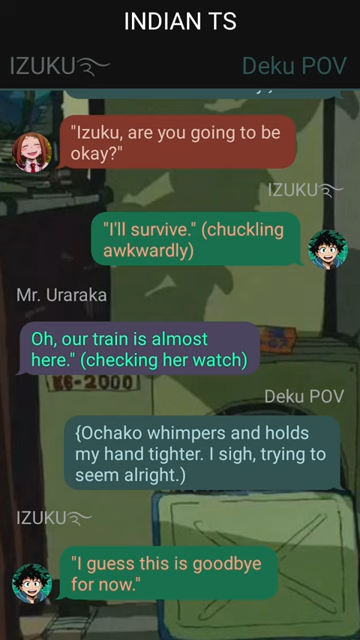 INDIAN TS
IZUKU࿐
Deku POV
"Izuku, are you going to be
okay?"
IZUKU࿐
"I'll survive." (chuckling
awkwardly)
Mr. Uraraka
Oh, our train is almost
here." (checking her watch)
K6-2000
Deku POV
{Ochako whimpers and holds
my hand tighter. I sigh, trying to
seem alright.)
IZUKU࿐
"I guess this is goodbye
for now."